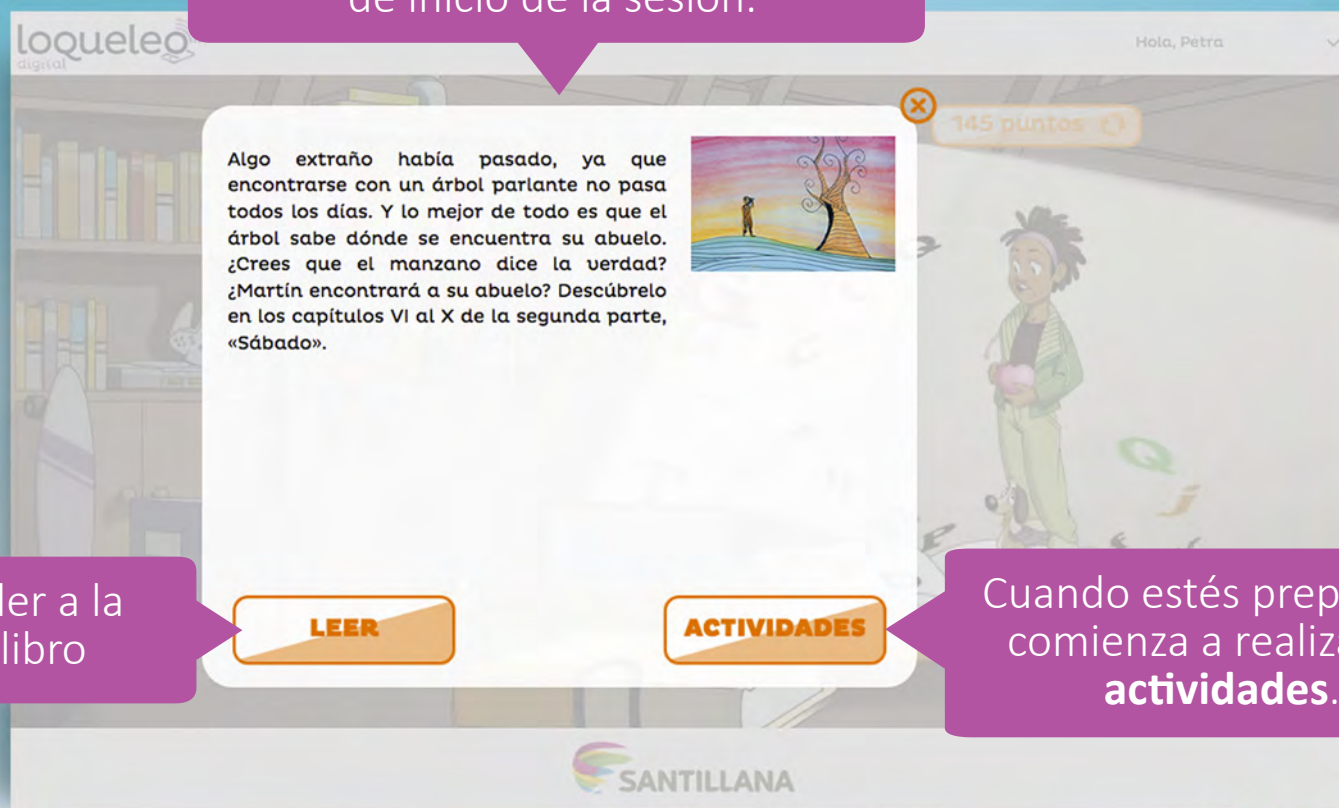 de inicio de la sesión.
loqueleo
digital
Hola, Petra
145 puntos
Algo extraño había pasado, ya que
encontrarse con un árbol parlante no pasa
todos los días. Y lo mejor de todo es que el
árbol sabe dónde se encuentra su abuelo.
¿Crees que el manzano dice la verdad?
¿Martín encontrará a su abuelo? Descúbrelo
en los capítulos VI al X de la segunda parte,
«Sábado».
a la
libro
LEER
ACTIVIDADES
Cuando estés
comienza a
actividades.
SANTILLANA